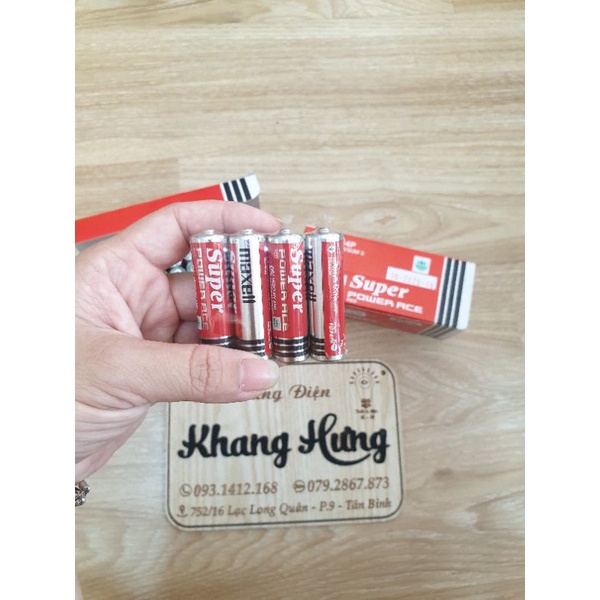 Super
POWER ACE
maxell
Super
POWER ACE
maxell
Super
POWER ACE
Điện
Khang Hưng
093.1412.168
079.2867.873
752/16 Lạc Long Quân - P.9 - Tân Bình